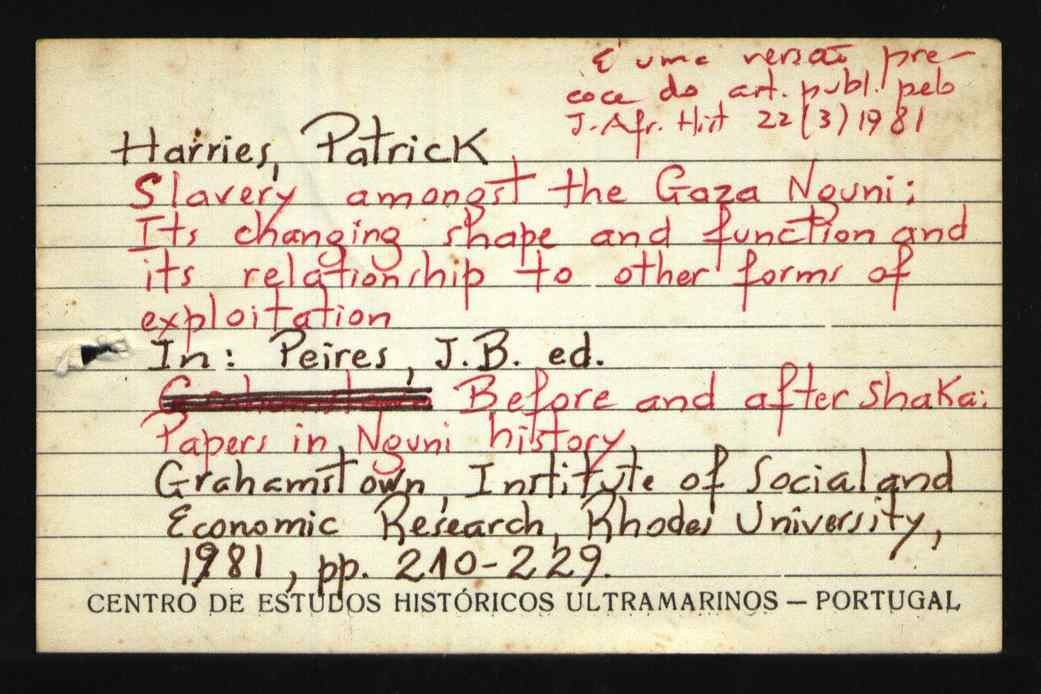 É uma versão pre-
coce do art. publ. pelo
J. Afr. Hist 22(3)1981
Harries, Patrick
Slavery amongst the Gaza Nguni;
Its changing shape and function and
its relationship to other forms of
exploitation
In: Peires, J.B. ed.
Grahamstown Before and after Shaka:
Papers in Nguni history
Grahamstown, Institute of Social and
Economic Research, Rhodes University,
1981, pp. 210-229.
CENTRO DE ESTUDOS HISTÓRICOS ULTRAMARINOS — PORTUGAL